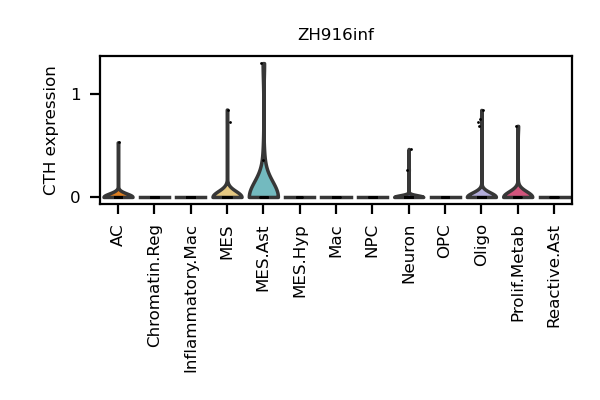 ZH916inf
CTH expression
1
0
AC
Chromatin.Reg
Inflammatory.Mac
MES
MES.Ast
MES.Hyp
Mac
NPC
Neuron
OPC
Oligo
Prolif.Metab
Reactive.Ast